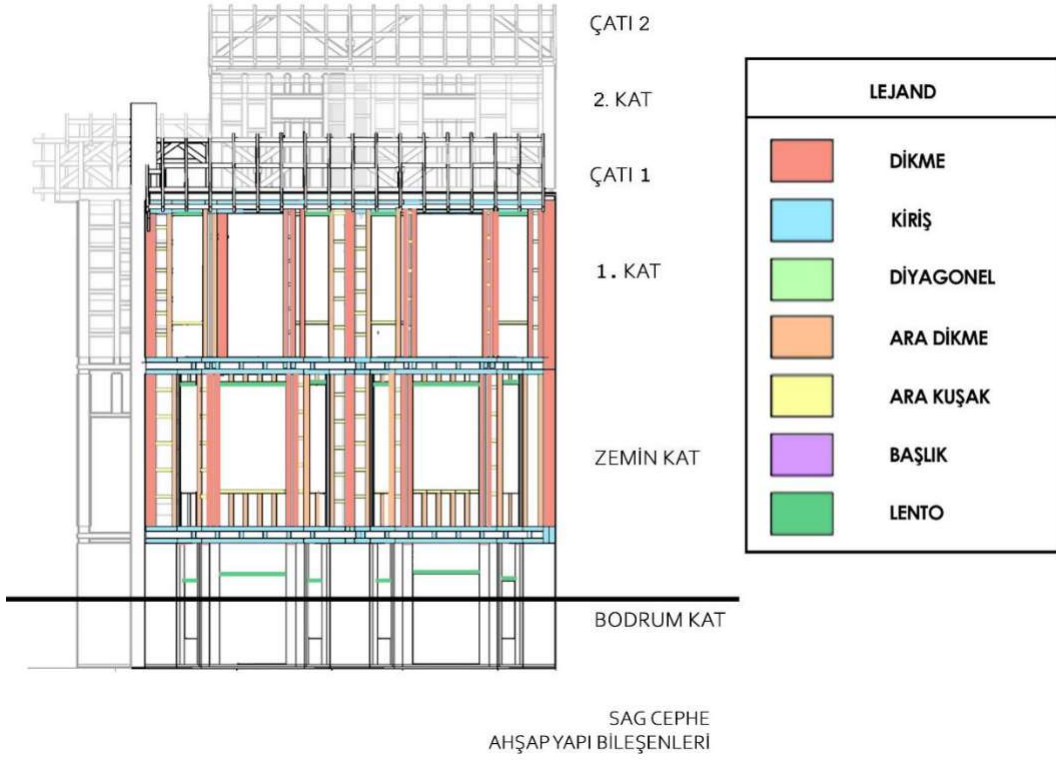 ÇATI 2
2. KAT
ÇATI 1
1. KAT
ZEMİN KAT
BODRUM KAT
SAG CEPHE
AHŞAP YAPI BİLEŞENLERİ
LEJAND
DİKME
KİRİŞ
DİYAGONEL
ARA DİKME
ARA KUŞAK
BAŞLIK
LENTO